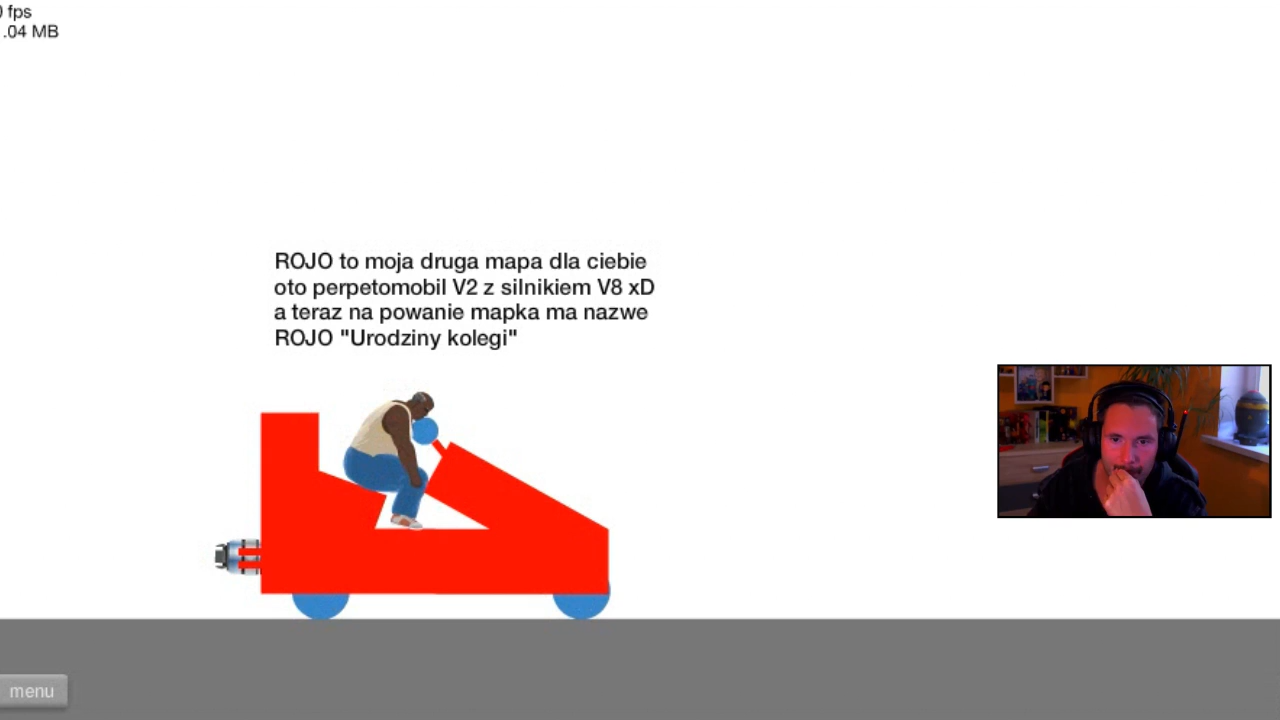 0 fps
.04 MB
ROJO to moja druga mapa dla ciebie
oto perpetomobil V2 z silnikiem V8 xD
a teraz na powanie mapka ma nazwe
ROJO "Urodziny kolegi"
menu